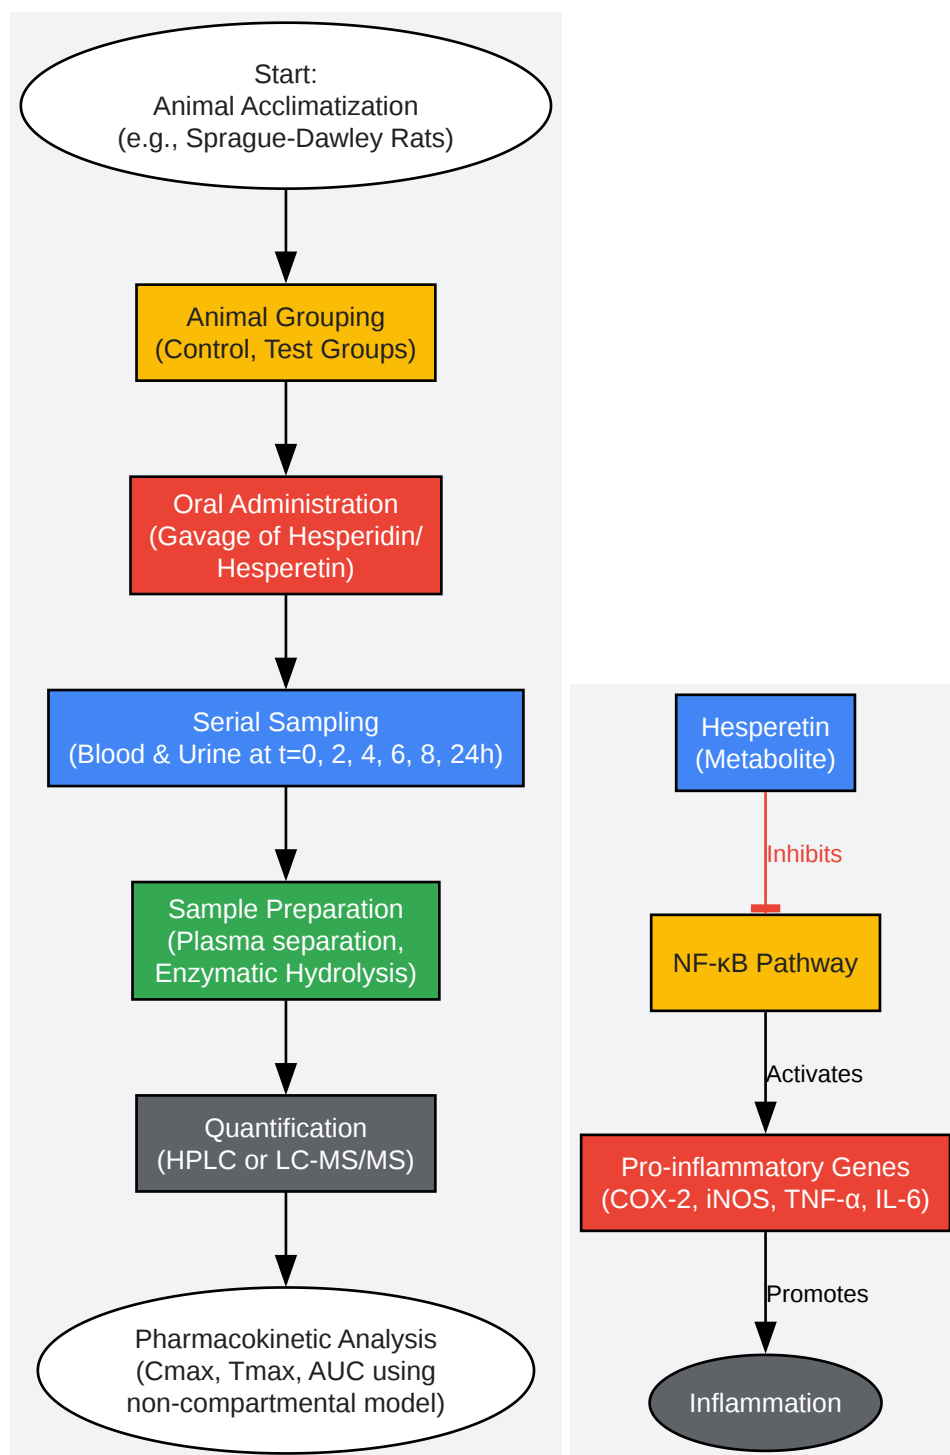 Start:
Animal Acclimatization
(e.g., Sprague-Dawley Rats)
Animal Grouping
(Control, Test Groups)
Oral Administration
(Gavage of Hesperidin/
Hesperetin)
Serial Sampling
(Blood & Urine at t=0, 2, 4, 6, 8, 24h)
Sample Preparation
(Plasma separation,
Enzymatic Hydrolysis)
Quantification
(HPLC or LC-MS/MS)
Pharmacokinetic Analysis
(Cmax, Tmax, AUC using
non-compartmental model)
Hesperetin
(Metabolite)
Inhibits
NF-κB Pathway
Activates
Pro-inflammatory Genes
(COX-2, iNOS, TNF-α, IL-6)
Promotes
Inflammation